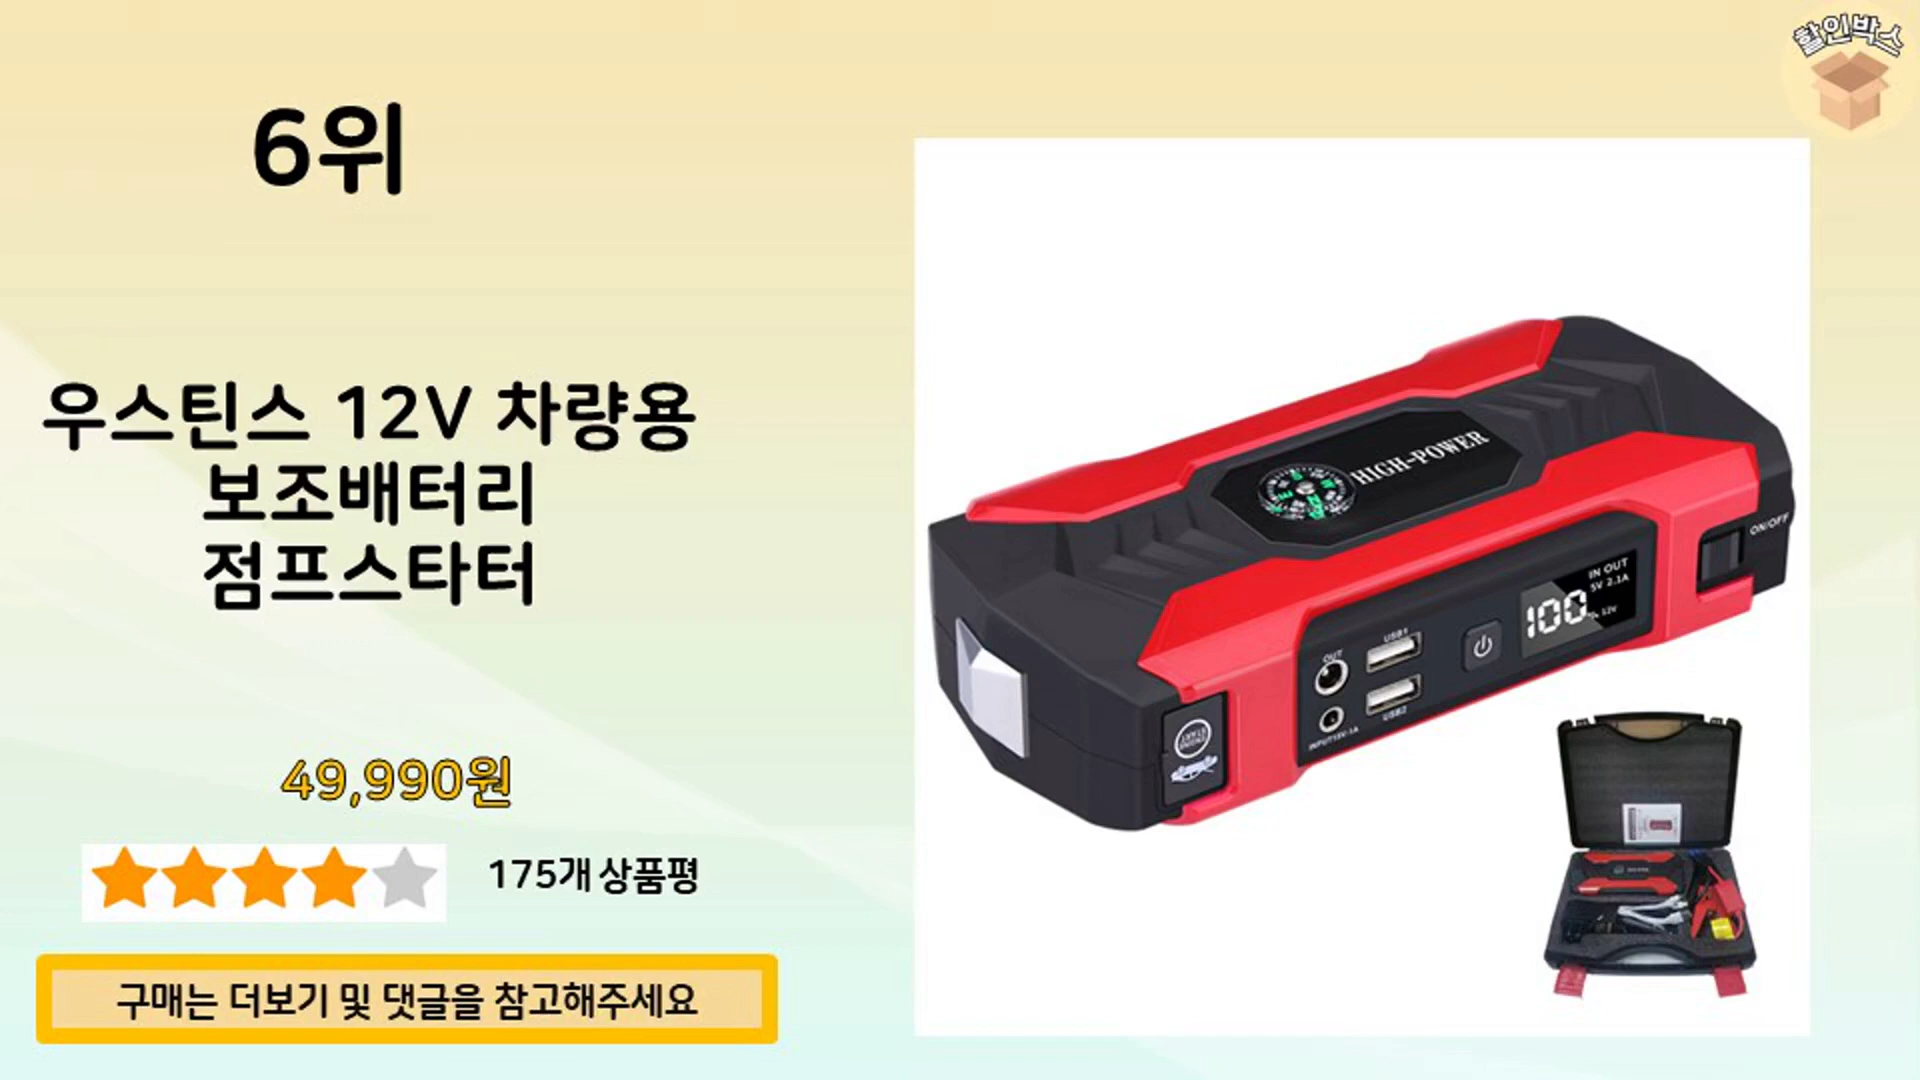 할인박스
6위
우스틴스 12V 차량용
보조배터리
점프스타터
49,990원
175개 상품평
구매는 더보기 및 댓글을 참고해주세요
HIGH-POWER
ON/OFF
IN OUT
5V 2.1A
12V
100
USB1
OUT
USB2
INPUT15V-1A